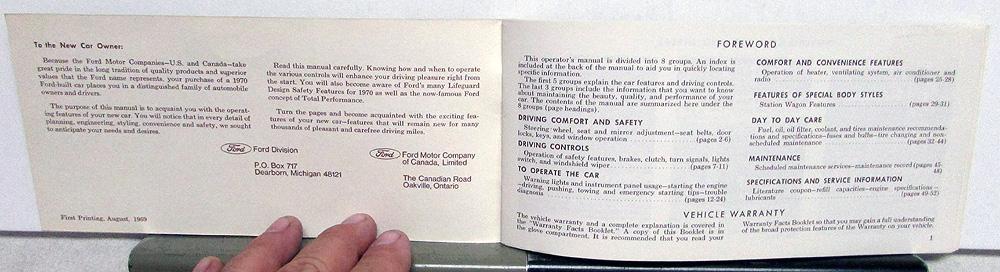 To the New Car Owner:
Because the Ford Motor Companies—U.S. and Canada—take
great pride in the long tradition of quality products and superior
values that the Ford name represents, your purchase of a 1970
Ford-built car places you in a distinguished family of automobile
owners and drivers.
The purpose of this manual is to acquaint you with the operat-
ing features of your new car. You will notice that in every detail of
planning, engineering, styling, convenience and safety, we sought
to anticipate your needs and desires.
Read this manual carefully. Knowing how and when to operate
the various controls will enhance your driving pleasure right from
the start. You will also become aware of Ford's many Lifeguard
Design Safety Features for 1970 as well as the now-famous Ford
concept of Total Performance.
Turn the pages and become acquainted with the exciting fea-
tures of your new car—features that will remain new for many
thousands of pleasant and carefree driving miles.
Ford Ford Division
P.O. Box 717
Dearborn, Michigan 48121
Ford Ford Motor Company
of Canada, Limited
The Canadian Road
Oakville, Ontario
First Printing, August, 1969
FOREWORD
This operator's manual is divided into 8 groups. An index is
included at the back of the manual to aid you in quickly locating
specific information.
The first 5 groups explain the car features and driving controls.
The last 3 groups include the information that you want to know
about maintaining the beauty, quality, and performance of your
car. The contents of the manual are summarized here under the
8 groups (page headings).
DRIVING COMFORT AND SAFETY
Steering wheel, seat and mirror adjustment—seat belts, door
locks, keys, and window operation (pages 2-6)
DRIVING CONTROLS
Operation of safety features, brakes, clutch, turn signals, lights
switch, and windshield wiper (pages 7-11)
TO OPERATE THE CAR
Warning lights and instrument panel usage—starting the engine
—driving, pushing, towing and emergency starting tips—trouble
diagnosis (pages 12-24)
COMFORT AND CONVENIENCE FEATURES
Operation of heater, ventilating system, air conditioner and
radio (pages 25-28)
FEATURES OF SPECIAL BODY STYLES
Station Wagon Features (pages 29-31)
DAY TO DAY CARE
Fuel, oil, oil filter, coolant, and tires maintenance recommenda-
tions and specifications—fuses and bulbs—tire changing and non-
scheduled maintenance (pages 32-44)
MAINTENANCE
Scheduled maintenance services—maintenance record (pages 45-
48)
SPECIFICATIONS AND SERVICE INFORMATION
Literature coupon—refill capacities—engine specifications—
lubricants (pages 49-52)
VEHICLE WARRANTY
The vehicle warranty and a complete explanation is covered in
the "Warranty Facts Booklet." A copy of this Booklet is in
the glove compartment. It is recommended that you read your
Warranty Facts Booklet so that you may gain a full understanding
of the broad protection features of the Warranty on your vehicle.
1